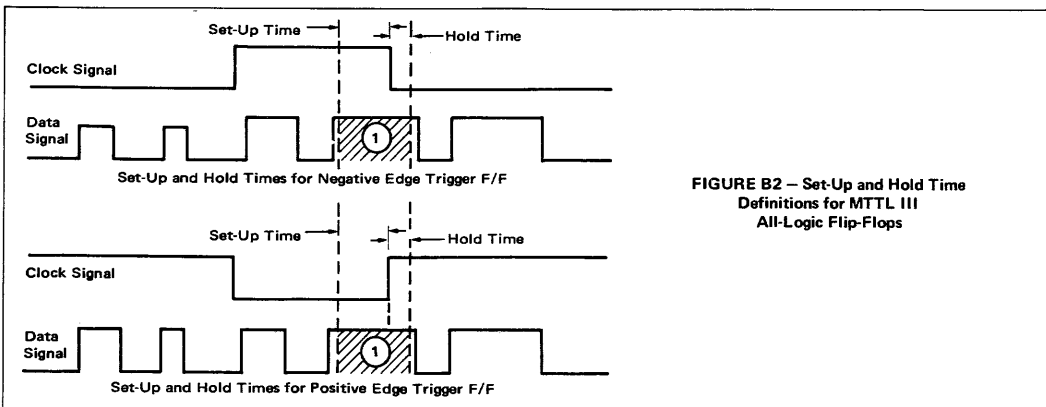 Set-Up Time
Hold Time
Clock Signal
Data
Signal
1
Set-Up and Hold Times for Negative Edge Trigger F/F
Set-Up Time
Hold Time
Clock Signal
Data
Signal
1
Set-Up and Hold Times for Positive Edge Trigger F/F
FIGURE B2 – Set-Up and Hold Time
Definitions for MTTL III
All-Logic Flip-Flops